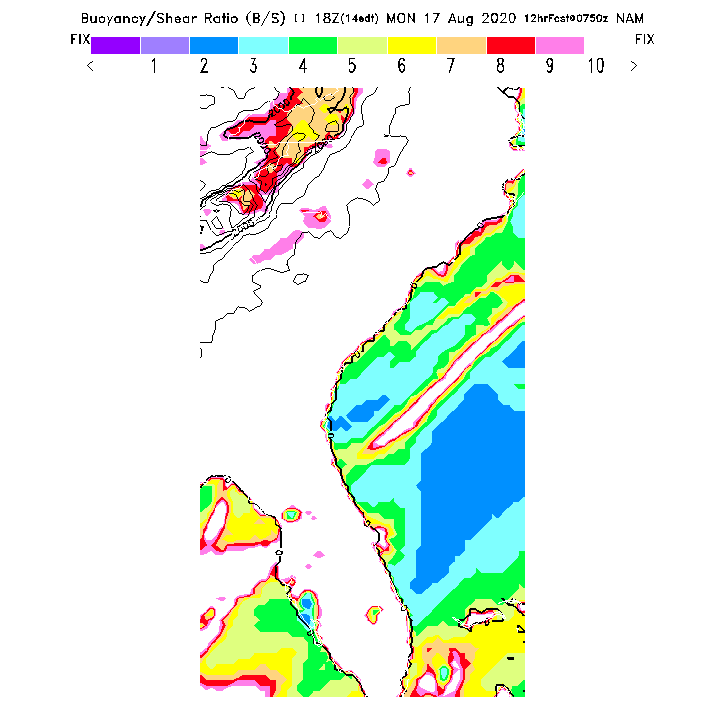 Buoyancy/Shear Ratio (B/S) [] 18Z(14edt) MON 17 Aug 2020 12hrFcst@0750z NAM
FIX FIX
< 1 2 3 4 5 6 7 8 9 10 >